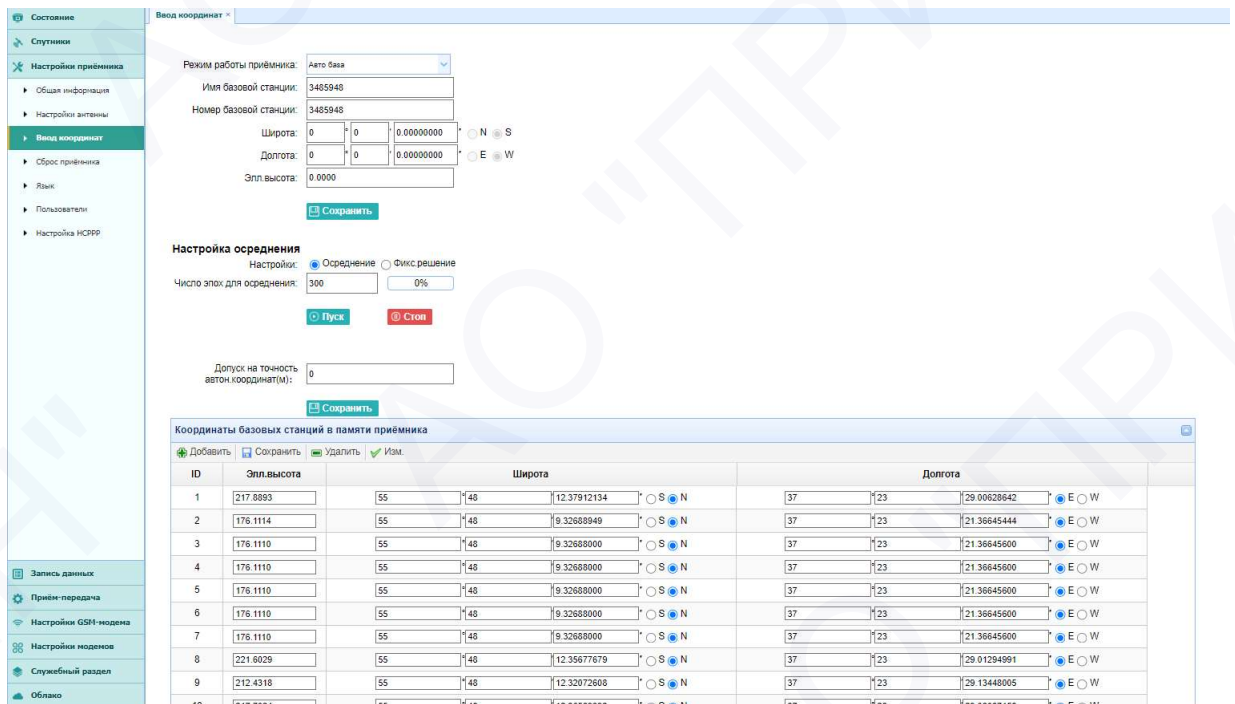 Состояние
Спутники
Настройки приёмника
Общая информация
Настройки антенны
Ввод координат
Сброс приёмника
Язык
Пользователи
Настройка HCPPP
Запись данных
Приём-передача
Настройки GSM-модема
Настройки модемов
Служебный раздел
Облако
Ввод координат ×
Режим работы приёмника: Авто база
Имя базовой станции: 3485948
Номер базовой станции: 3485948
Широта: 0 ° 0 ' 0.00000000 " N S
Долгота: 0 ° 0 ' 0.00000000 " E W
Элл.высота: 0.0000
Сохранить
Настройка осреднения
Настройки: Осреднение Фикс.решение
Число эпох для осреднения: 300 0%
Пуск Стоп
Допуск на точность
автон.координат(м): 0
Сохранить
Координаты базовых станций в памяти приёмника
Добавить Сохранить Удалить Изм.
ID Элл.высота Широта Долгота
1 217.8893 55 ° 48 ' 12.37912134 " S N 37 ° 23 ' 29.00628642 " E W
2 176.1114 55 ° 48 ' 9.32688949 " S N 37 ° 23 ' 21.36645444 " E W
3 176.1110 55 ° 48 ' 9.32688000 " S N 37 ° 23 ' 21.36645600 " E W
4 176.1110 55 ° 48 ' 9.32688000 " S N 37 ° 23 ' 21.36645600 " E W
5 176.1110 55 ° 48 ' 9.32688000 " S N 37 ° 23 ' 21.36645600 " E W
6 176.1110 55 ° 48 ' 9.32688000 " S N 37 ° 23 ' 21.36645600 " E W
7 176.1110 55 ° 48 ' 9.32688000 " S N 37 ° 23 ' 21.36645600 " E W
8 221.6029 55 ° 48 ' 12.35677679 " S N 37 ° 23 ' 29.01294991 " E W
9 212.4318 55 ° 48 ' 12.32072608 " S N 37 ° 23 ' 29.13448005 " E W